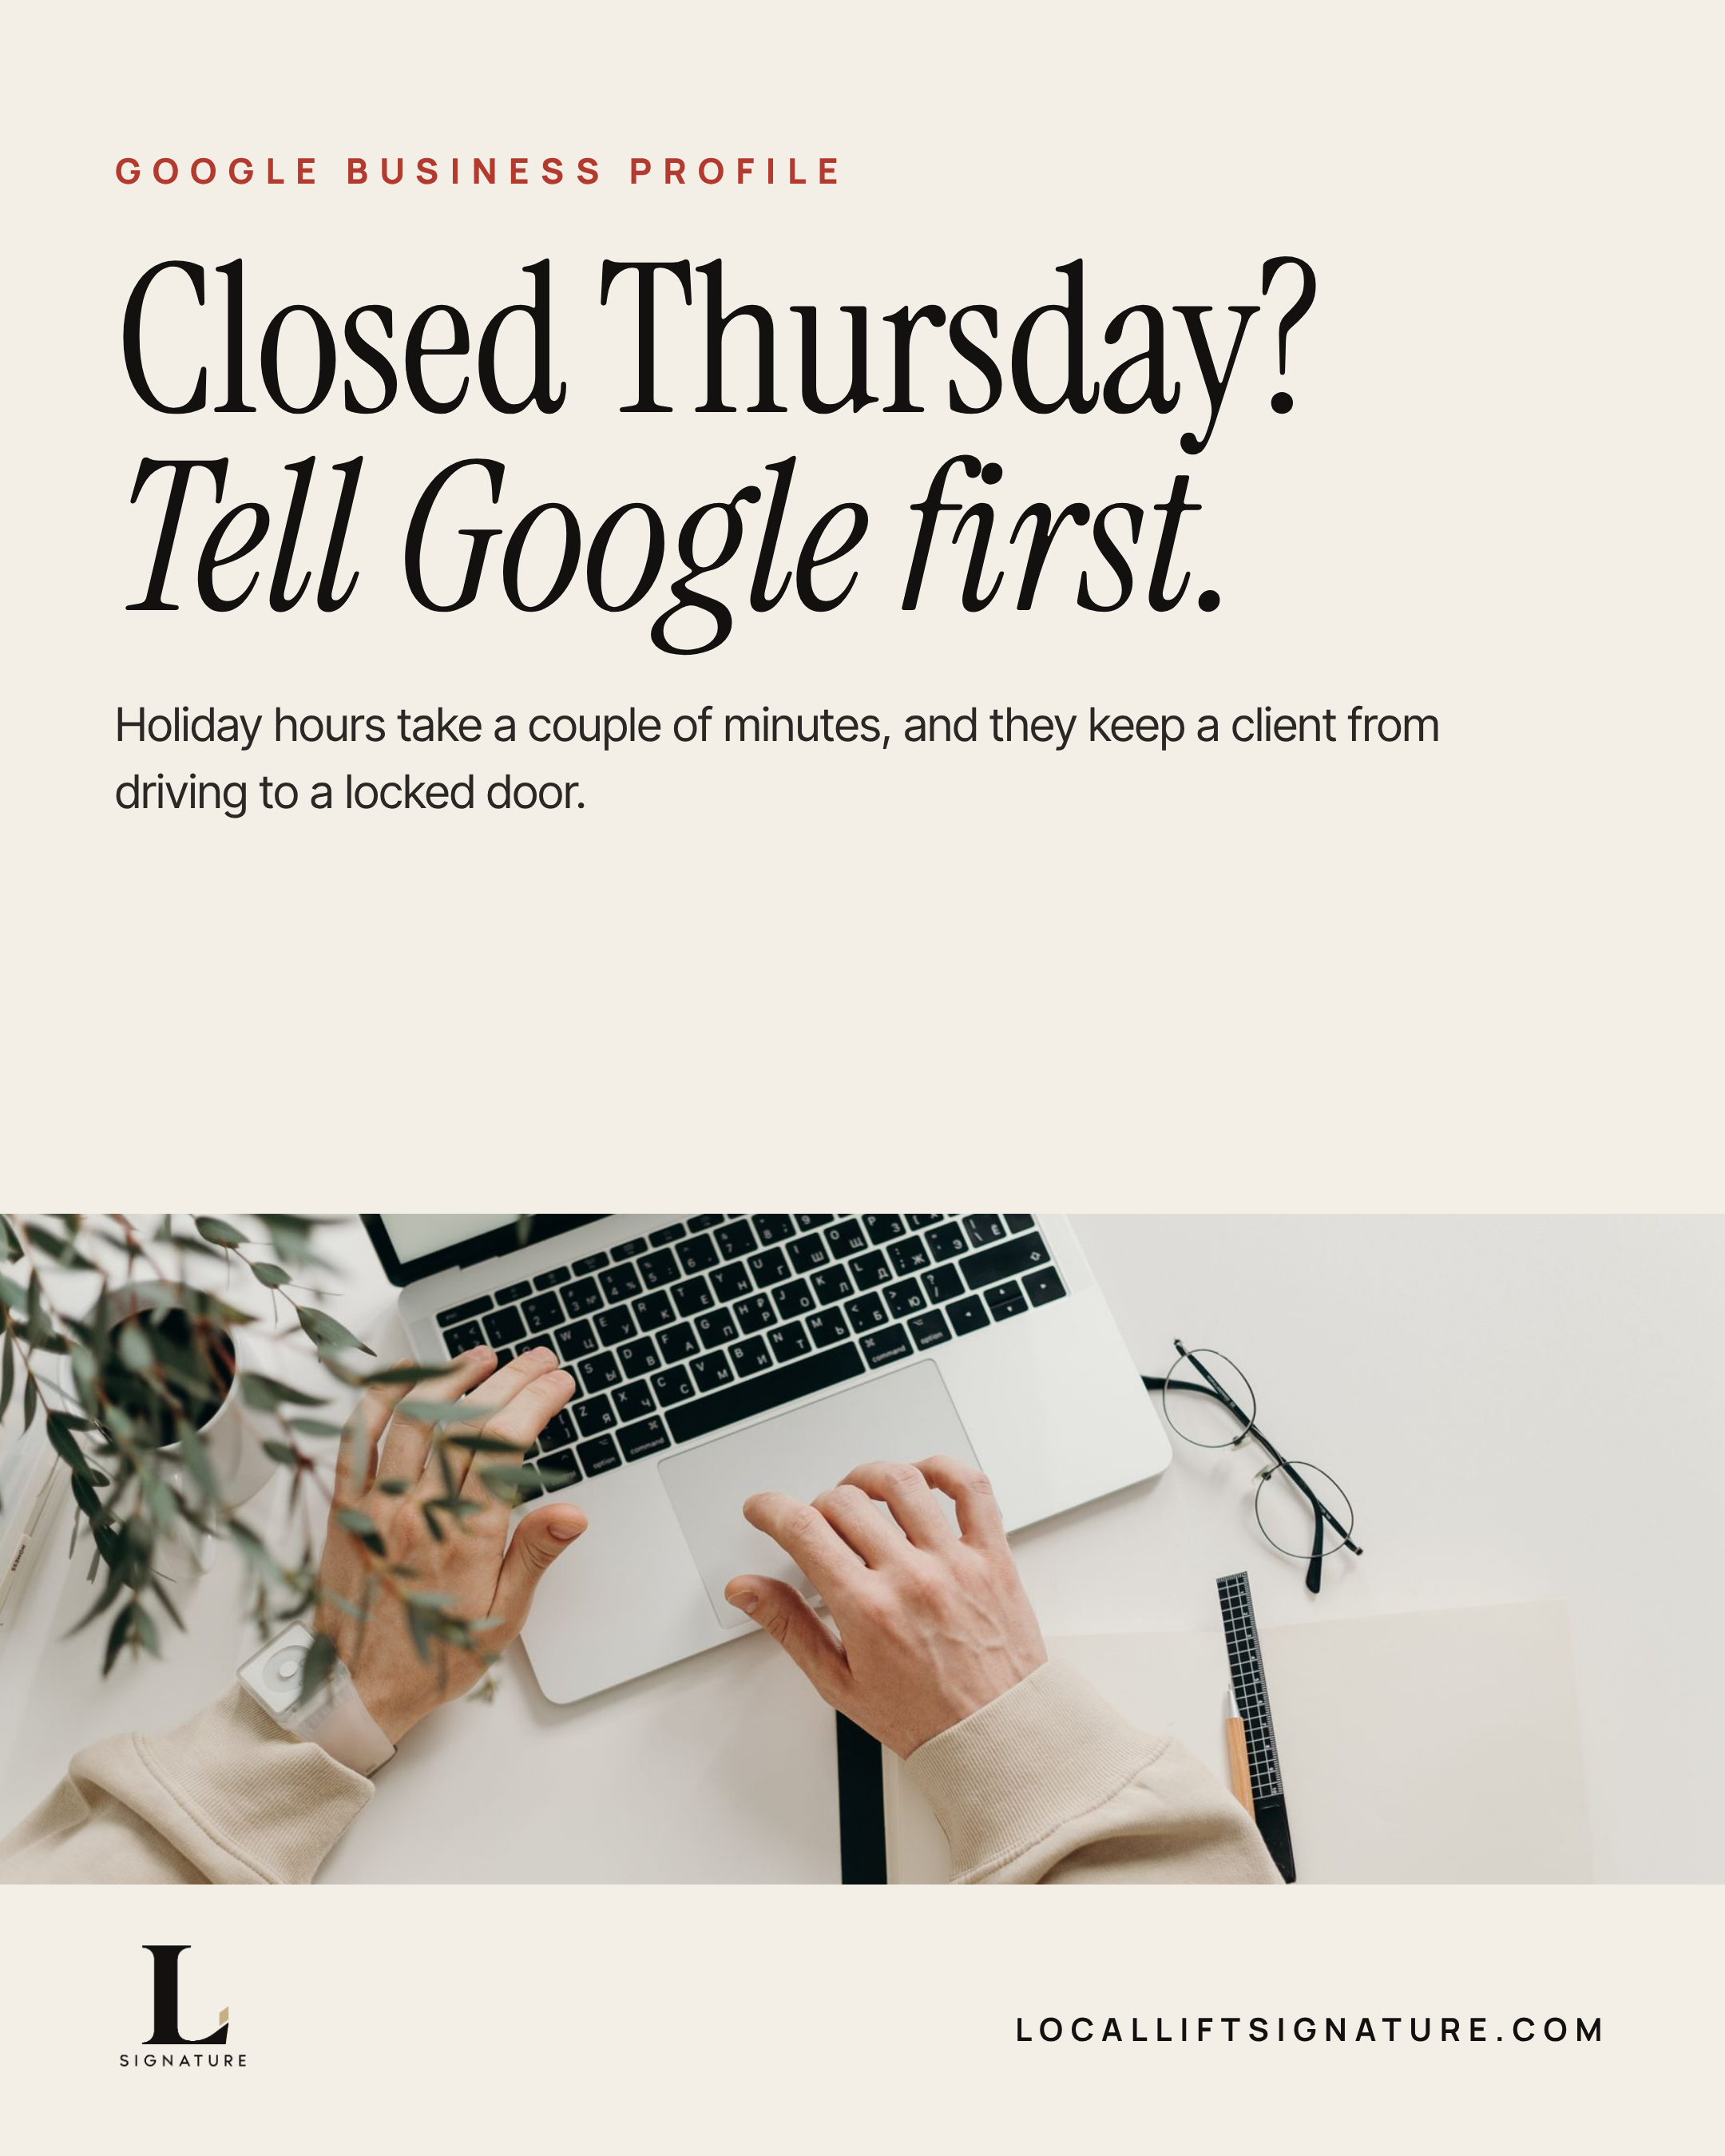 GOOGLE BUSINESS PROFILE
Closed Thursday?
Tell Google first.
Holiday hours take a couple of minutes, and they keep a client from
driving to a locked door.
L
SIGNATURE
LOCALLIFTSIGNATURE.COM